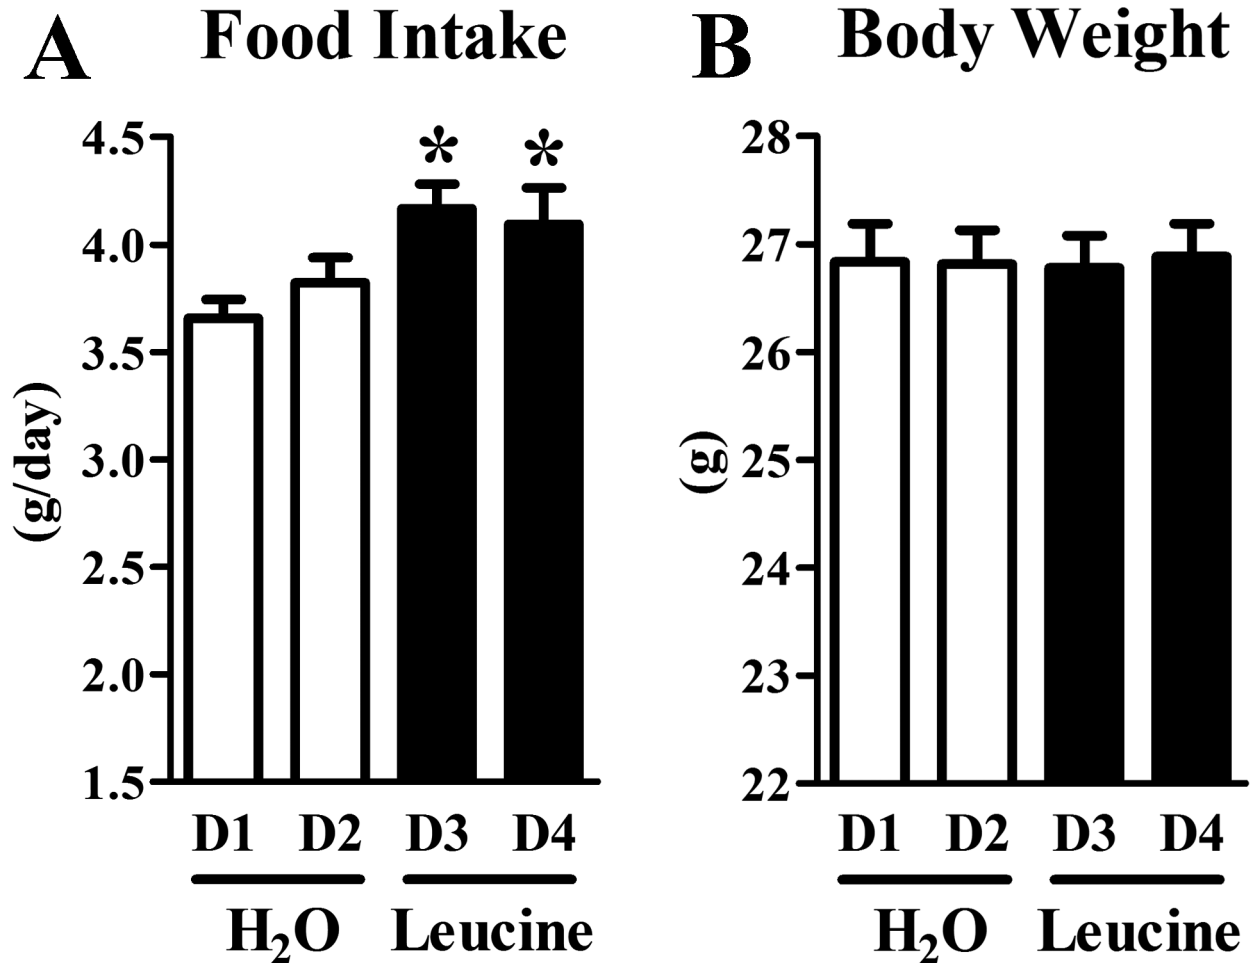 A Food Intake
(g/day)
4.5
4.0
3.5
3.0
2.5
2.0
1.5
* *
D1 D2 D3 D4
H₂O Leucine
B Body Weight
(g)
28
27
26
25
24
23
22
D1 D2 D3 D4
H₂O Leucine